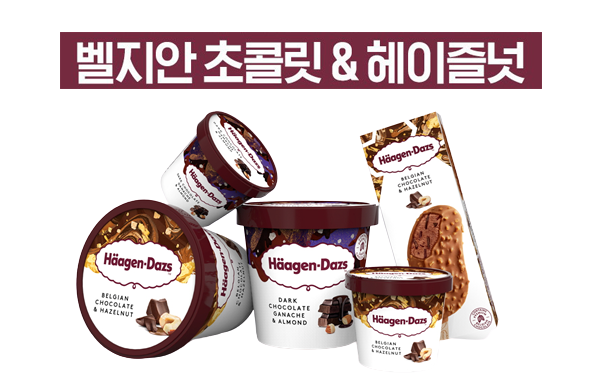 벨지안 초콜릿 & 헤이즐넛
Häagen-Dazs
Häagen-Dazs
BELGIAN
CHOCOLATE
& HAZELNUT
Häagen-Dazs
BELGIAN
CHOCOLATE
& HAZELNUT
Häagen-Dazs
Häagen-Dazs
DARK
CHOCOLATE
GANACHE
& ALMOND
Häagen-Dazs
BELGIAN
CHOCOLATE
& HAZELNUT